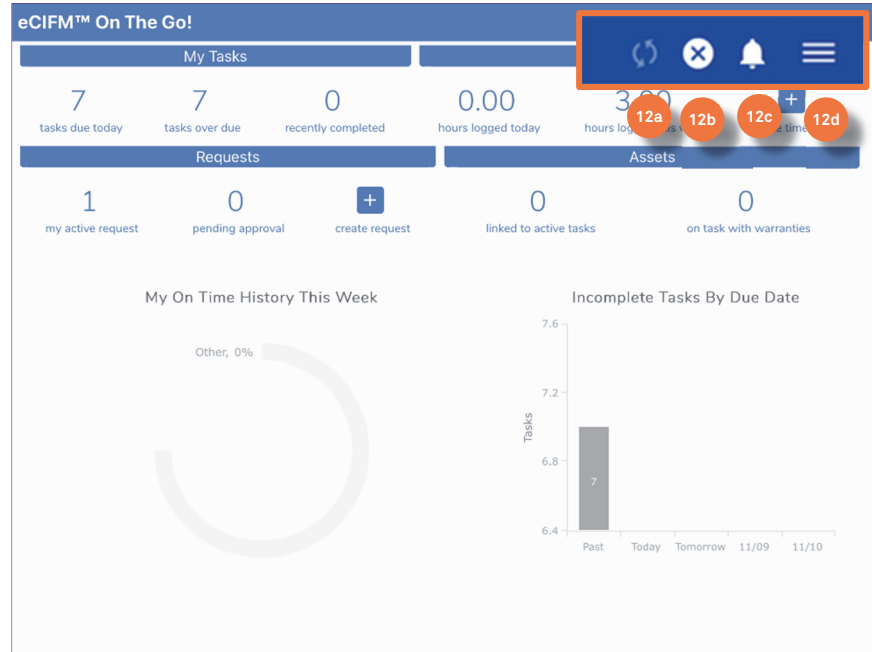 eCIFM™ On The Go!
My Tasks
7 7 0 0.00
tasks due today tasks over due recently completed hours logged today hours
12a 12b 12c 12d
Requests Assets
1 0 + 0 0
my active request pending approval create request linked to active tasks on task with warranties
My On Time History This Week Incomplete Tasks By Due Date
Other, 0%
7.6
7.2
6.8
6.4
Tasks
7
Past Today Tomorrow 11/09 11/10